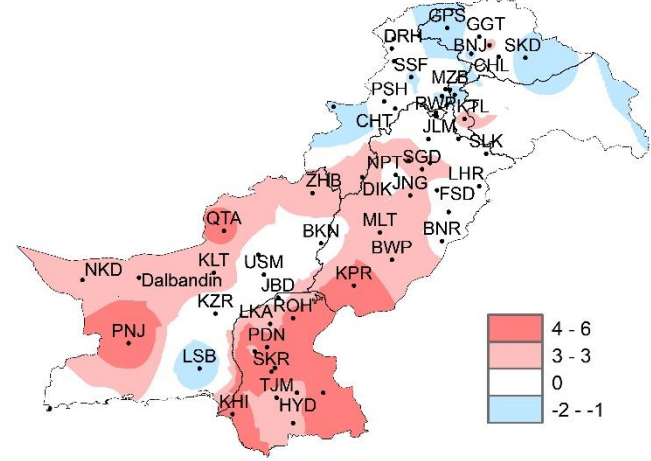 GPS
GGT
DRH
BNJ
SKD
CHL
SSF
MZB
PSH
RWP
KTL
CHT
JLM
SLK
SGD
NPT
LHR
ZHB
DIK
JNG
FSD
QTA
MLT
BKN
BNR
BWP
KLT
USM
NKD
Dalbandin
KPR
JBD
KZR
LKA
ROH
PNJ
PDN
LSB
SKR
TJM
KHI
HYD
4 - 6
3 - 3
0
-2 - -1